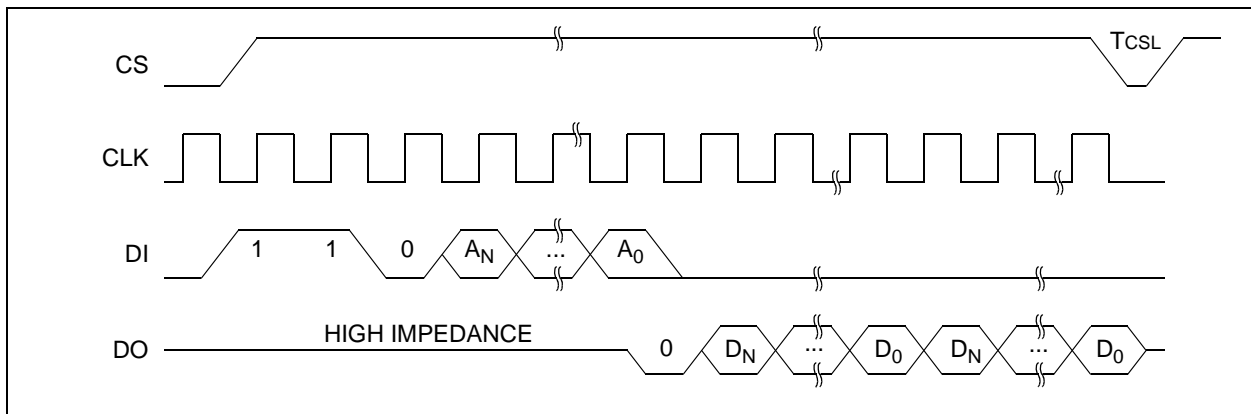 CS TCSL
CLK
DI 1 1 0 AN ... A0
HIGH IMPEDANCE
DO 0 DN ... D0 DN ... D0